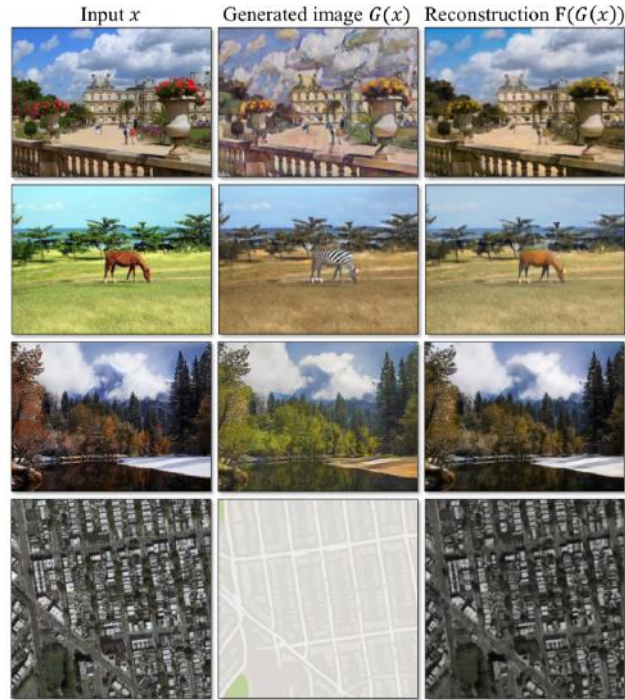 Input x
Generated image G(x)
Reconstruction F(G(x))